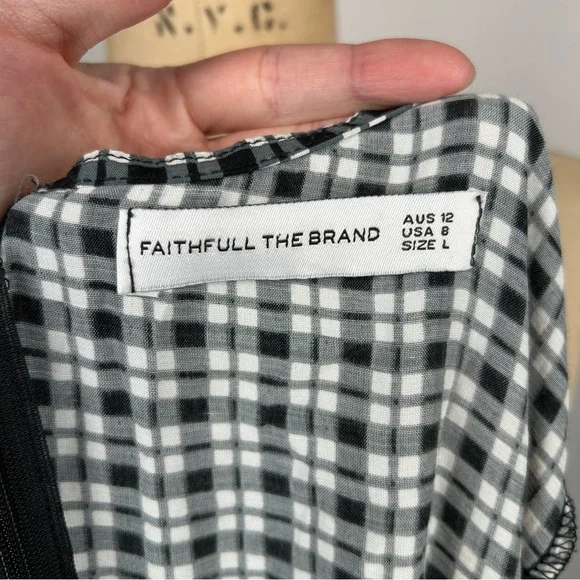 R.V.G.
FAITHFULL THE BRAND
AUS 12
USA 8
SIZE L